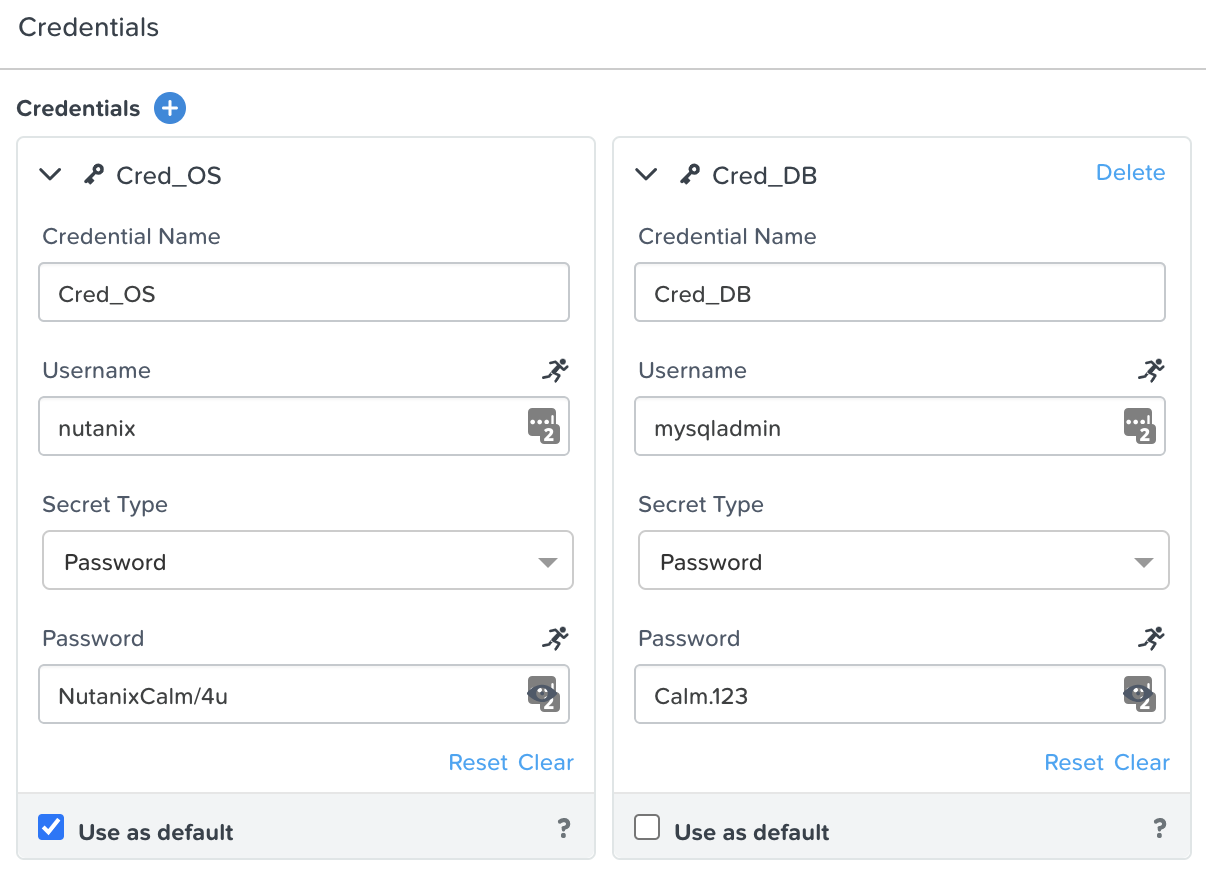 Credentials
Credentials
Cred_OS
Credential Name
Cred_OS
Username
nutanix
2
Secret Type
Password
Password
NutanixCalm/4u
2
Reset Clear
Use as default ?
Cred_DB Delete
Credential Name
Cred_DB
Username
mysqladmin
2
Secret Type
Password
Password
Calm.123
2
Reset Clear
Use as default ?